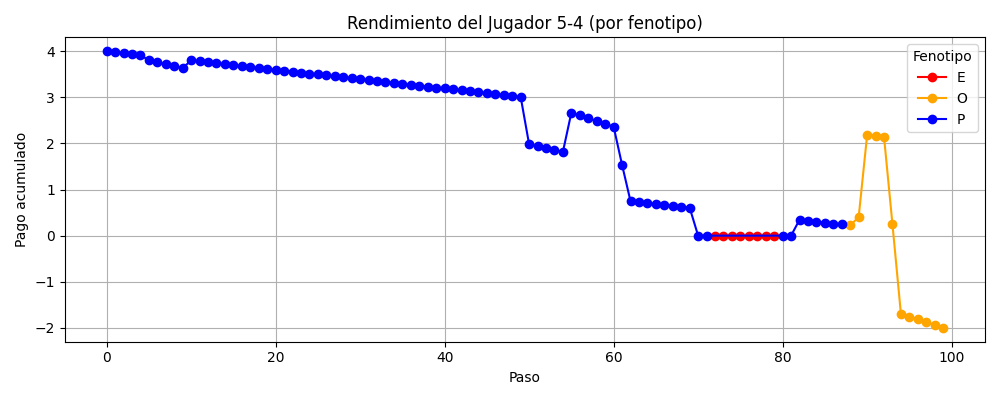 Rendimiento del Jugador 5-4 (por fenotipo)
Pago acumulado
4
3
2
1
0
−1
−2
Fenotipo
E
O
P
0 20 40 60 80 100
Paso